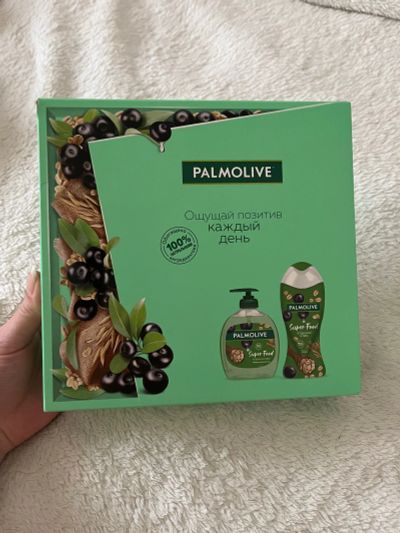 PALMOLIVE
Ощущай позитив
каждый
день
100%
PALMOLIVE
Super Food
PALMOLIVE
Super Food